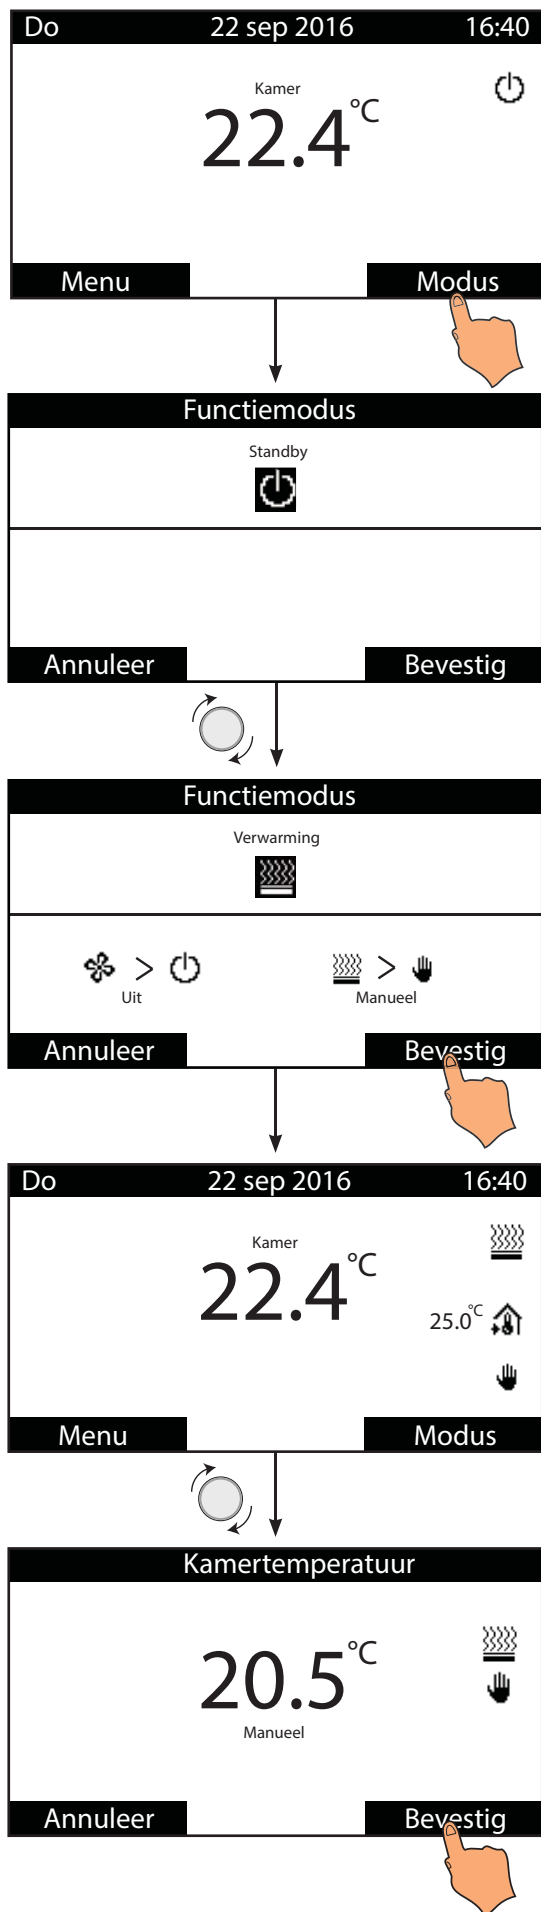 Do 22 sep 2016 16:40
Kamer
22.4°C
Menu Modus
Functiemodus
Standby
Annuleer Bevestig
Functiemodus
Verwarming
> >
Uit Manueel
Annuleer Bevestig
Do 22 sep 2016 16:40
Kamer
22.4°C
25.0°C
Menu Modus
Kamertemperatuur
20.5°C
Manueel
Annuleer Bevestig